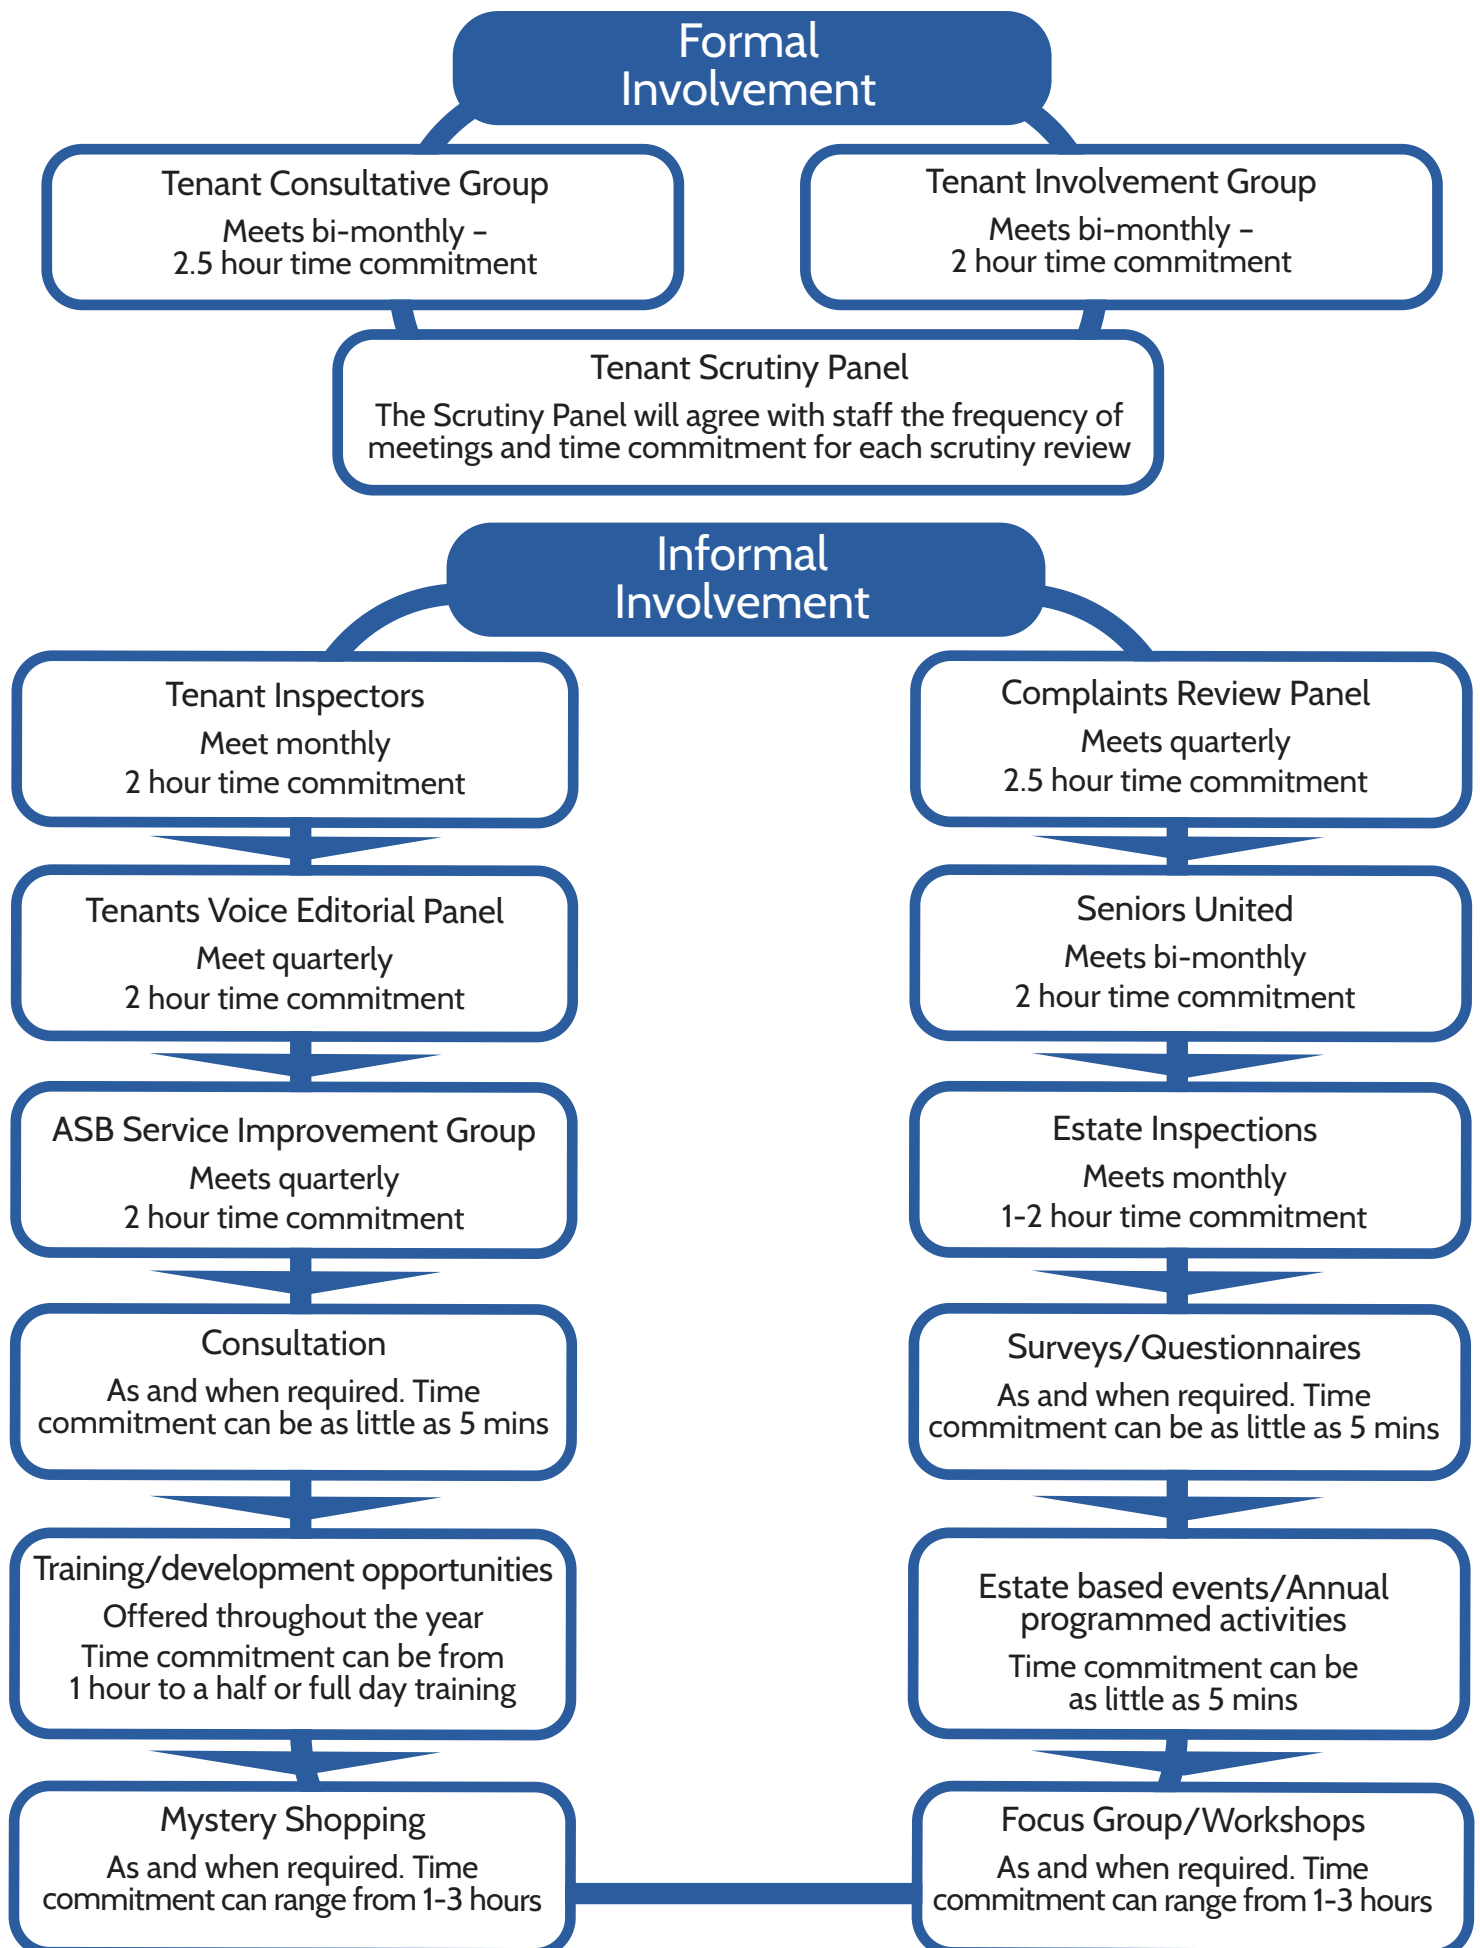 Formal
Involvement
Tenant Consultative Group
Meets bi-monthly –
2.5 hour time commitment
Tenant Involvement Group
Meets bi-monthly –
2 hour time commitment
Tenant Scrutiny Panel
The Scrutiny Panel will agree with staff the frequency of
meetings and time commitment for each scrutiny review
Informal
Involvement
Tenant Inspectors
Meet monthly
2 hour time commitment
Tenants Voice Editorial Panel
Meet quarterly
2 hour time commitment
ASB Service Improvement Group
Meets quarterly
2 hour time commitment
Consultation
As and when required. Time
commitment can be as little as 5 mins
Training/development opportunities
Offered throughout the year
Time commitment can be from
1 hour to a half or full day training
Mystery Shopping
As and when required. Time
commitment can range from 1-3 hours
Complaints Review Panel
Meets quarterly
2.5 hour time commitment
Seniors United
Meets bi-monthly
2 hour time commitment
Estate Inspections
Meets monthly
1-2 hour time commitment
Surveys/Questionnaires
As and when required. Time
commitment can be as little as 5 mins
Estate based events/Annual
programmed activities
Time commitment can be
as little as 5 mins
Focus Group/Workshops
As and when required. Time
commitment can range from 1-3 hours